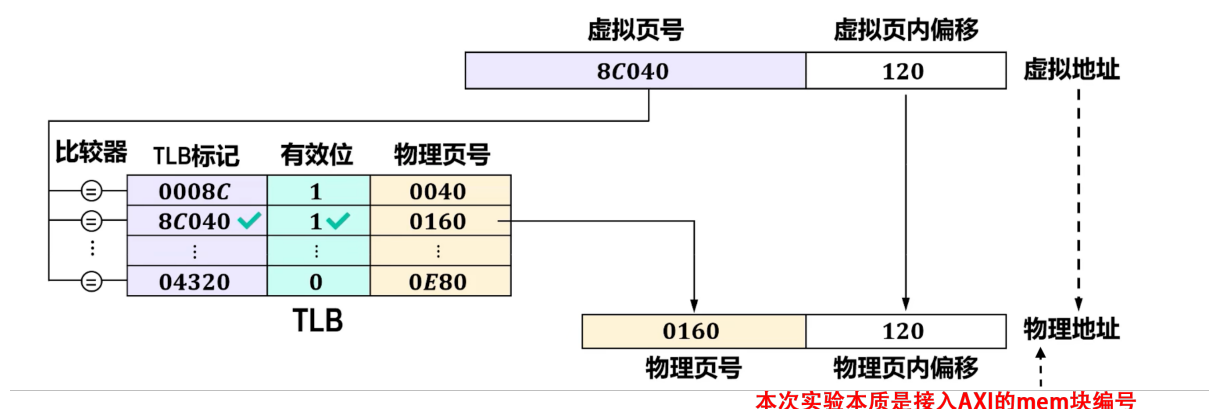 虚拟页号 虚拟页内偏移
8C040 120 虚拟地址
比较器 TLB标记 有效位 物理页号
= 0008C 1 0040
= 8C040 ✓ 1 ✓ 0160
⋮ ⋮ ⋮ ⋮
= 04320 0 0E80
TLB
0160 120 物理地址
物理页号 物理页内偏移
本次实验本质是接入AXI的mem块编号